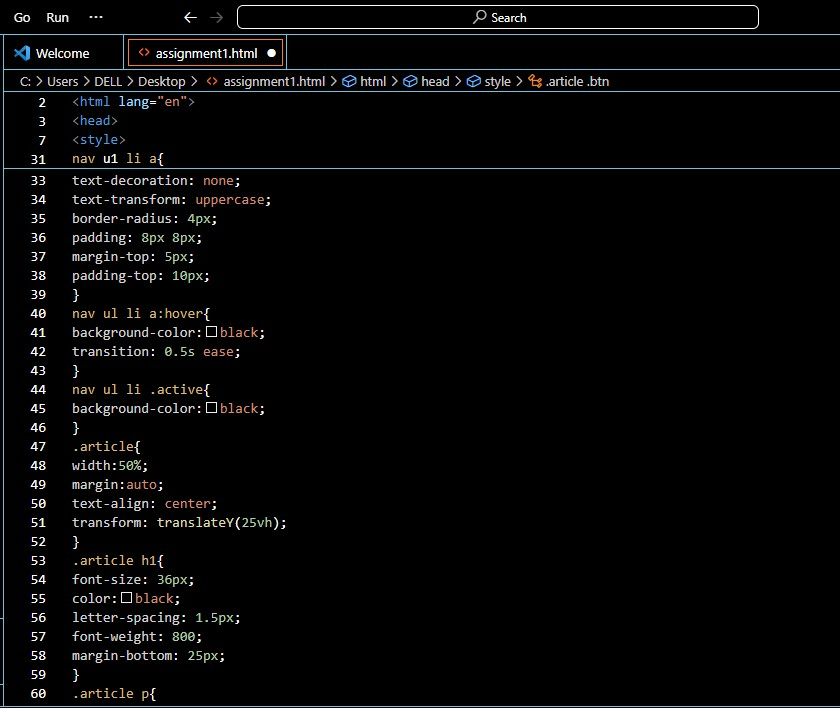 Go Run ··· ← → Search
Welcome <> assignment1.html ●
C: > Users > DELL > Desktop > <> assignment1.html > html > head > style > .article .btn
2 <html lang="en">
3 <head>
7 <style>
31 nav u1 li a{
33 text-decoration: none;
34 text-transform: uppercase;
35 border-radius: 4px;
36 padding: 8px 8px;
37 margin-top: 5px;
38 padding-top: 10px;
39 }
40 nav ul li a:hover{
41 background-color: black;
42 transition: 0.5s ease;
43 }
44 nav ul li .active{
45 background-color: black;
46 }
47 .article{
48 width:50%;
49 margin:auto;
50 text-align: center;
51 transform: translateY(25vh);
52 }
53 .article h1{
54 font-size: 36px;
55 color: black;
56 letter-spacing: 1.5px;
57 font-weight: 800;
58 margin-bottom: 25px;
59 }
60 .article p{